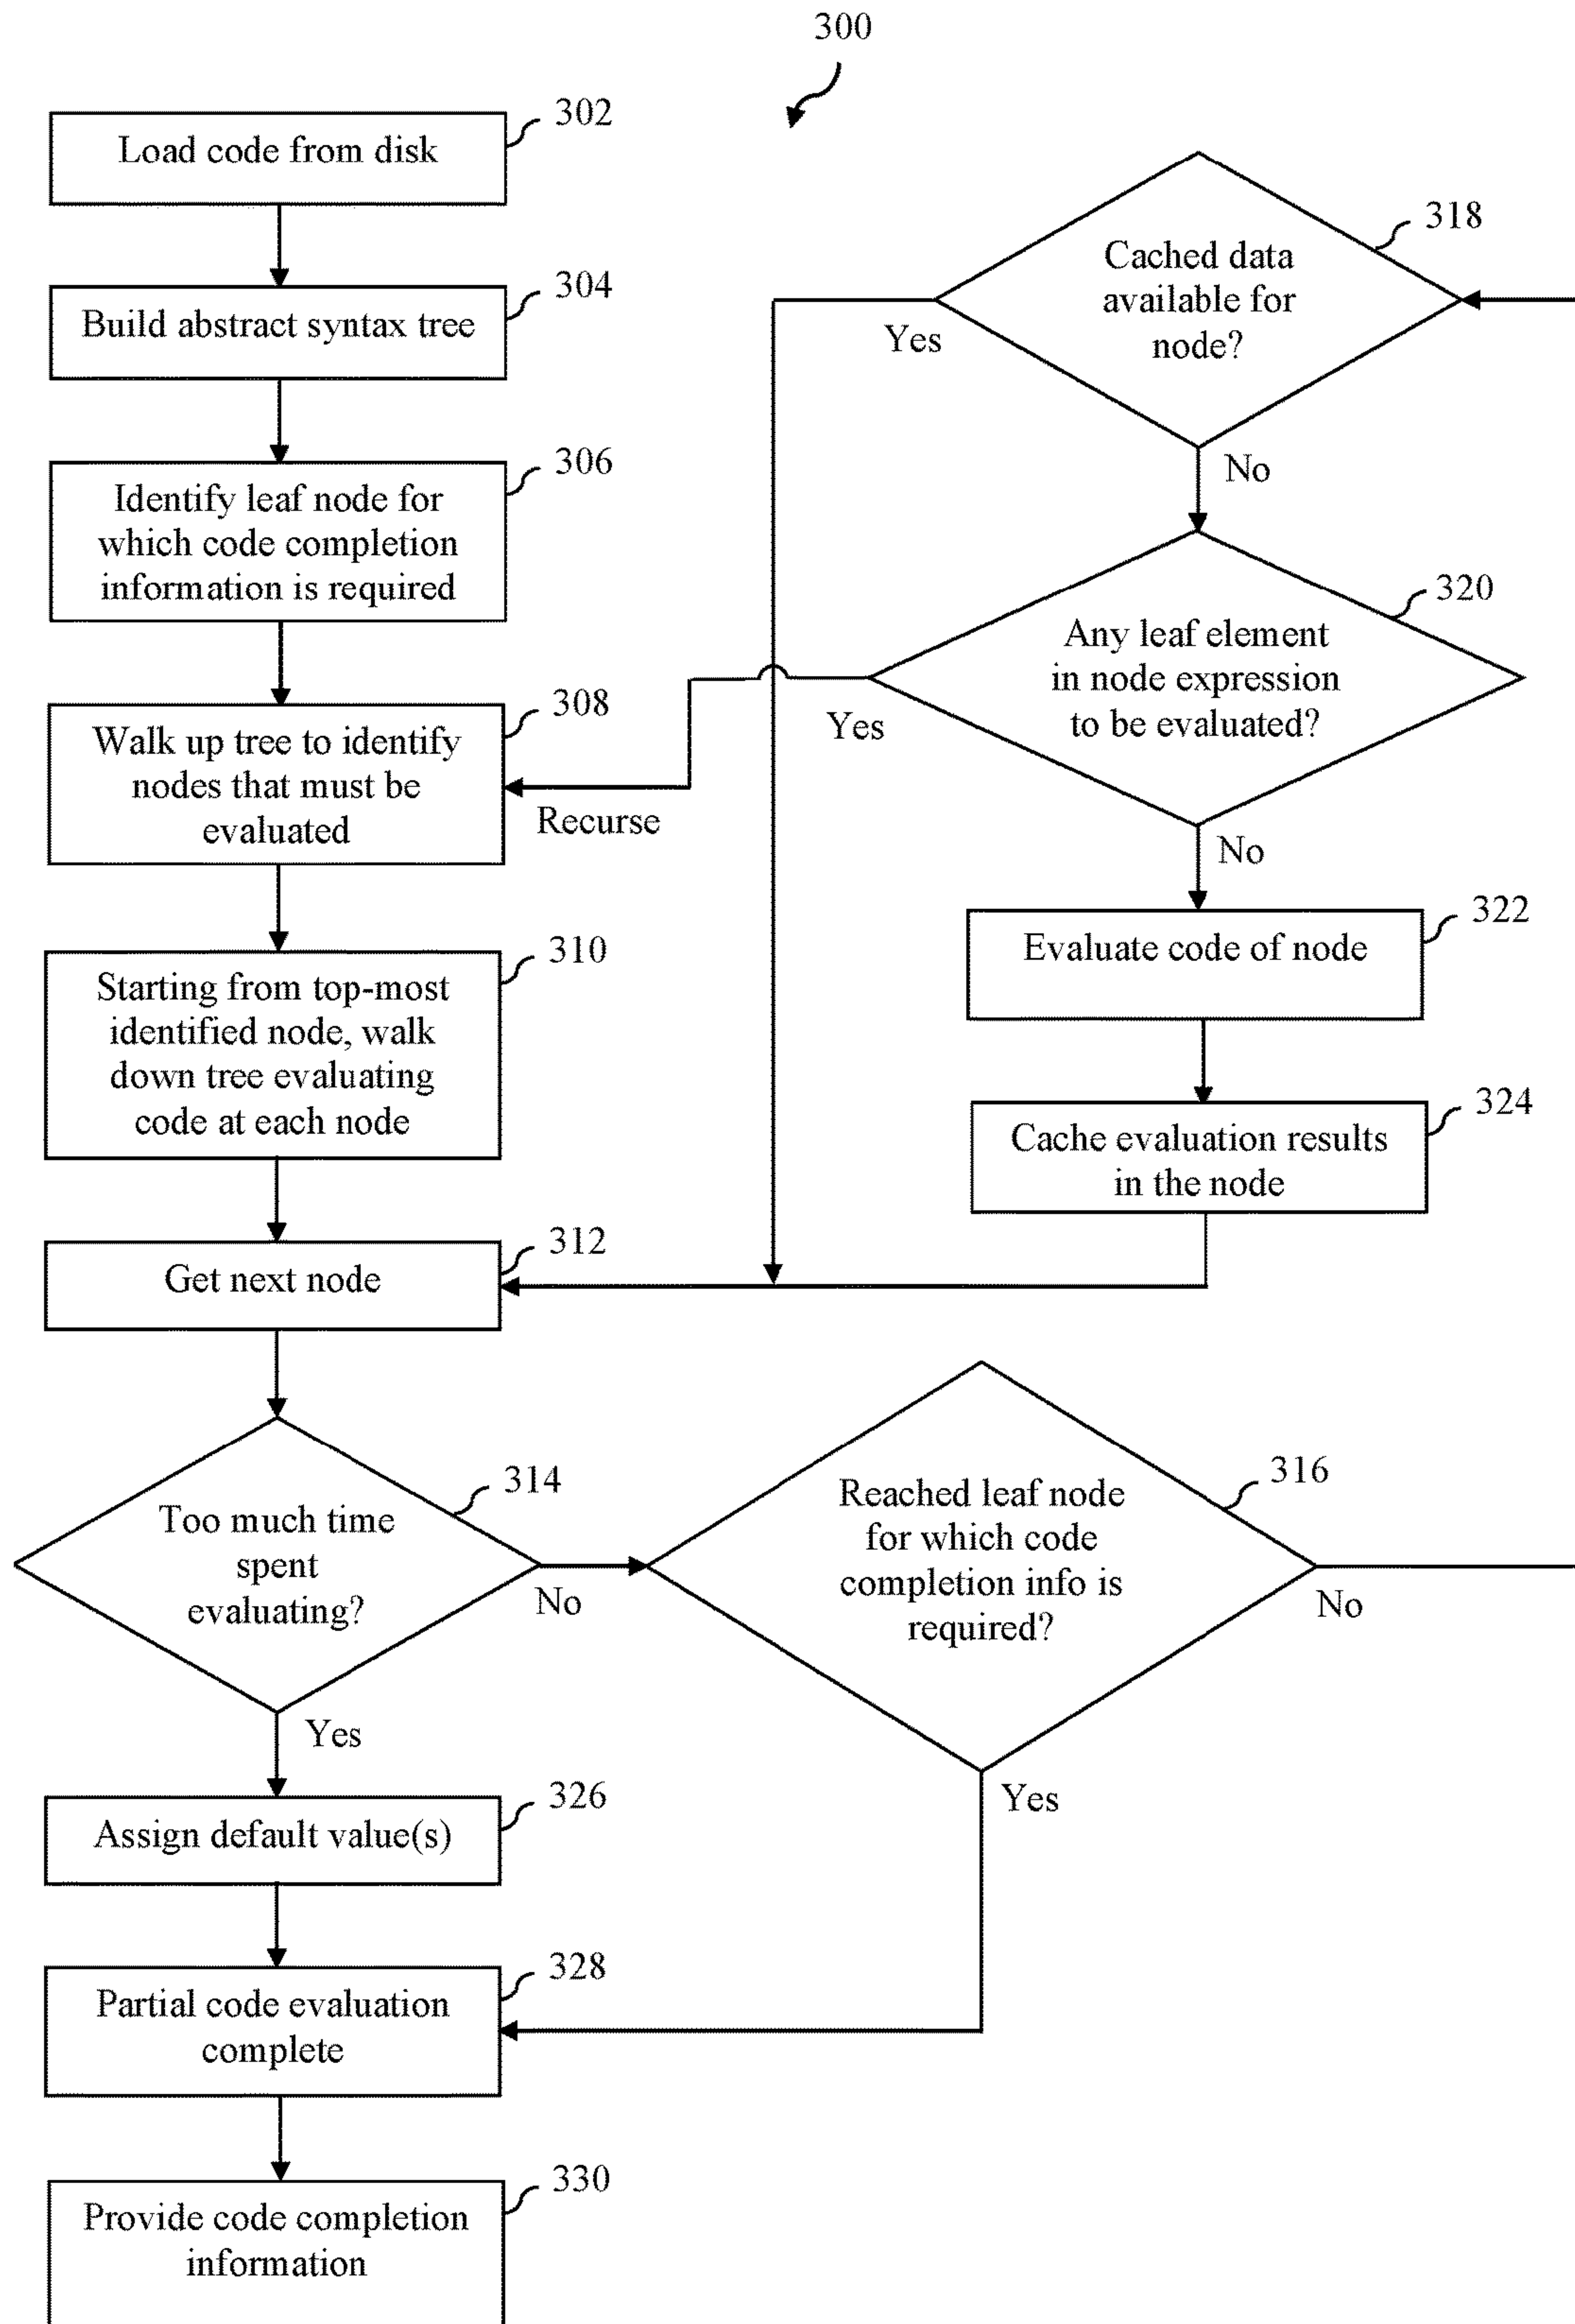 300
302
Load code from disk
304
Build abstract syntax tree
306
Identify leaf node for
which code completion
information is required
308
Walk up tree to identify
nodes that must be
evaluated
Recurse
310
Starting from top-most
identified node, walk
down tree evaluating
code at each node
312
Get next node
314
Too much time
spent
evaluating?
No
Yes
316
Reached leaf node
for which code
completion info is
required?
No
Yes
318
Cached data
available for
node?
Yes
No
320
Any leaf element
in node expression
to be evaluated?
Yes
No
322
Evaluate code of node
324
Cache evaluation results
in the node
326
Assign default value(s)
328
Partial code evaluation
complete
330
Provide code completion
information